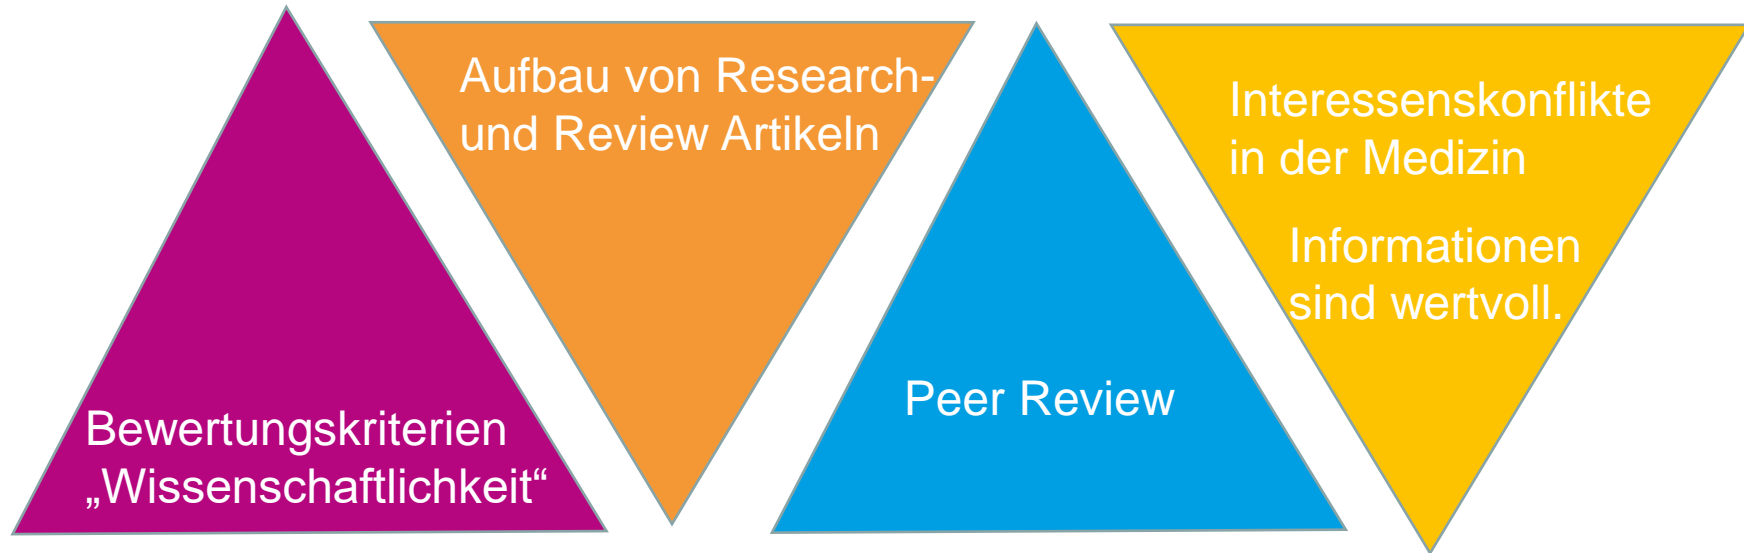 Bewertungskriterien
„Wissenschaftlichkeit“
Aufbau von Research-
und Review Artikeln
Peer Review
Interessenskonflikte
in der Medizin
Informationen
sind wertvoll.